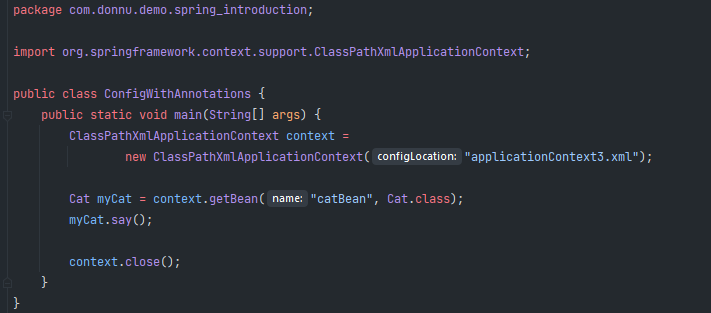 package com.donnu.demo.spring_introduction;
import org.springframework.context.support.ClassPathXmlApplicationContext;
public class ConfigWithAnnotations {
public static void main(String[] args) {
ClassPathXmlApplicationContext context =
new ClassPathXmlApplicationContext( configLocation: "applicationContext3.xml");
Cat myCat = context.getBean( name: "catBean", Cat.class);
myCat.say();
context.close();
}
}